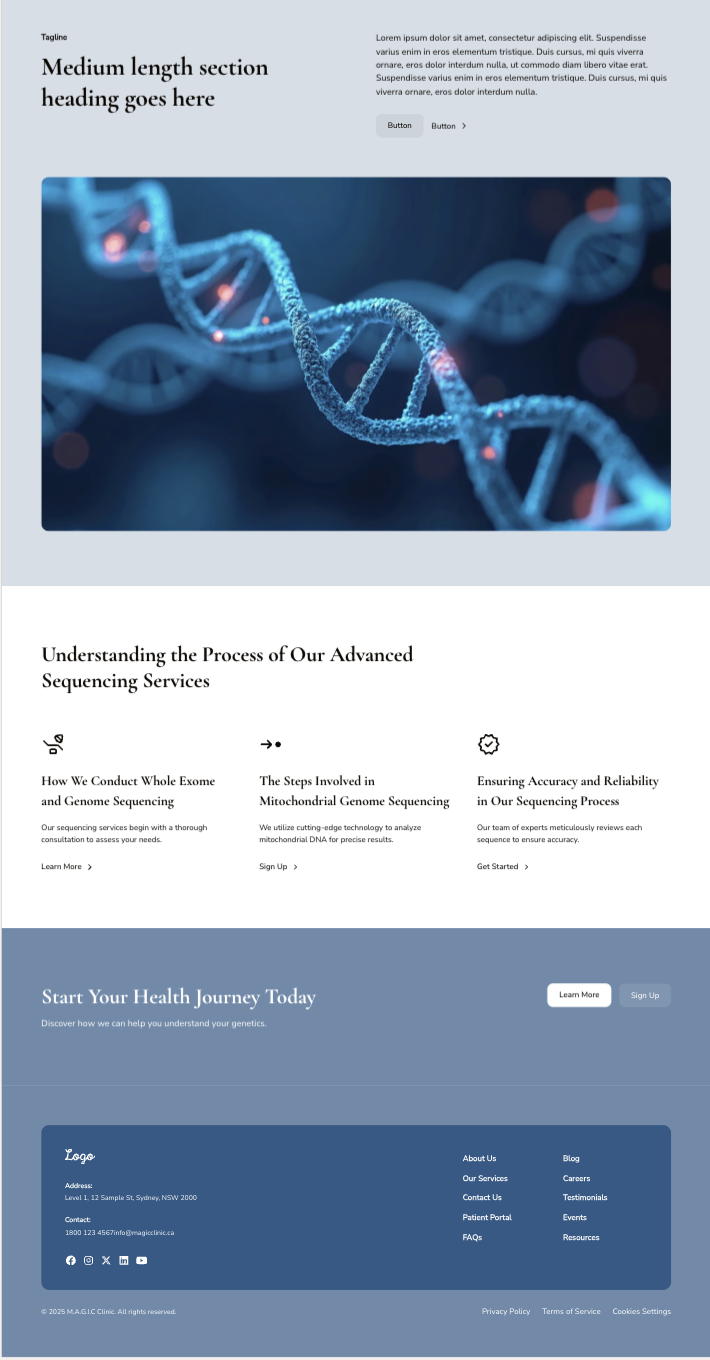 Tagline
Medium length section
heading goes here
Lorem ipsum dolor sit amet, consectetur adipiscing elit. Suspendisse
varius enim in eros elementum tristique. Duis cursus, mi quis viverra
ornare, eros dolor interdum nulla, ut commodo diam libero vitae erat.
Suspendisse varius enim in eros elementum tristique. Duis cursus, mi quis
viverra ornare, eros dolor interdum nulla.
Button
Button
Understanding the Process of Our Advanced
Sequencing Services
How We Conduct Whole Exome
and Genome Sequencing
Our sequencing services begin with a thorough
consultation to assess your needs.
Learn More
The Steps Involved in
Mitochondrial Genome Sequencing
We utilize cutting-edge technology to analyze
mitochondrial DNA for precise results.
Sign Up
Ensuring Accuracy and Reliability
in Our Sequencing Process
Our team of experts meticulously reviews each
sequence to ensure accuracy.
Get Started
Start Your Health Journey Today
Discover how we can help you understand your genetics.
Learn More
Sign Up
Logo
Address:
Level 1, 12 Sample St, Sydney, NSW 2000
Contact:
1800 123 4567info@magicclinic.ca
About Us
Our Services
Contact Us
Patient Portal
FAQs
Blog
Careers
Testimonials
Events
Resources
© 2025 M.A.G.I.C Clinic. All rights reserved.
Privacy Policy
Terms of Service
Cookies Settings